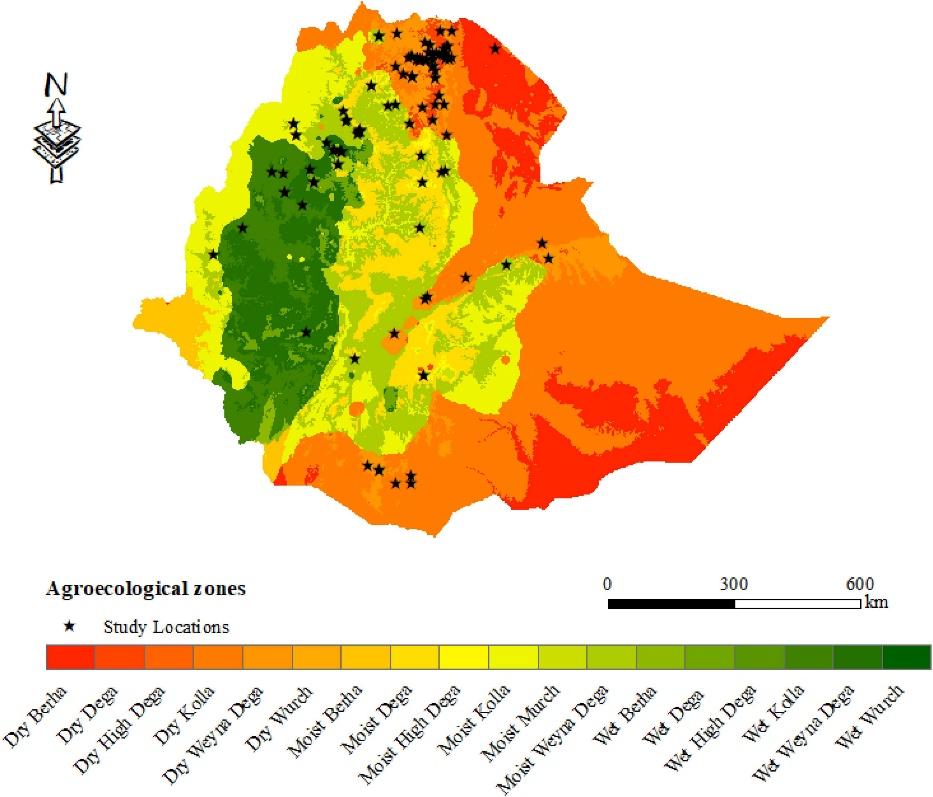 N
Agroecological zones
0 300 600
km
Study Locations
Dry Berha
Dry Dega
Dry High Dega
Dry Kolla
Dry Weyna Dega
Dry Wurch
Moist Berha
Moist Dega
Moist High Dega
Moist Kolla
Moist Murch
Moist Weyna Dega
Wet Berha
Wet Dega
Wet High Dega
Wet Kolla
Wet Weyna Dega
Wet Wurch